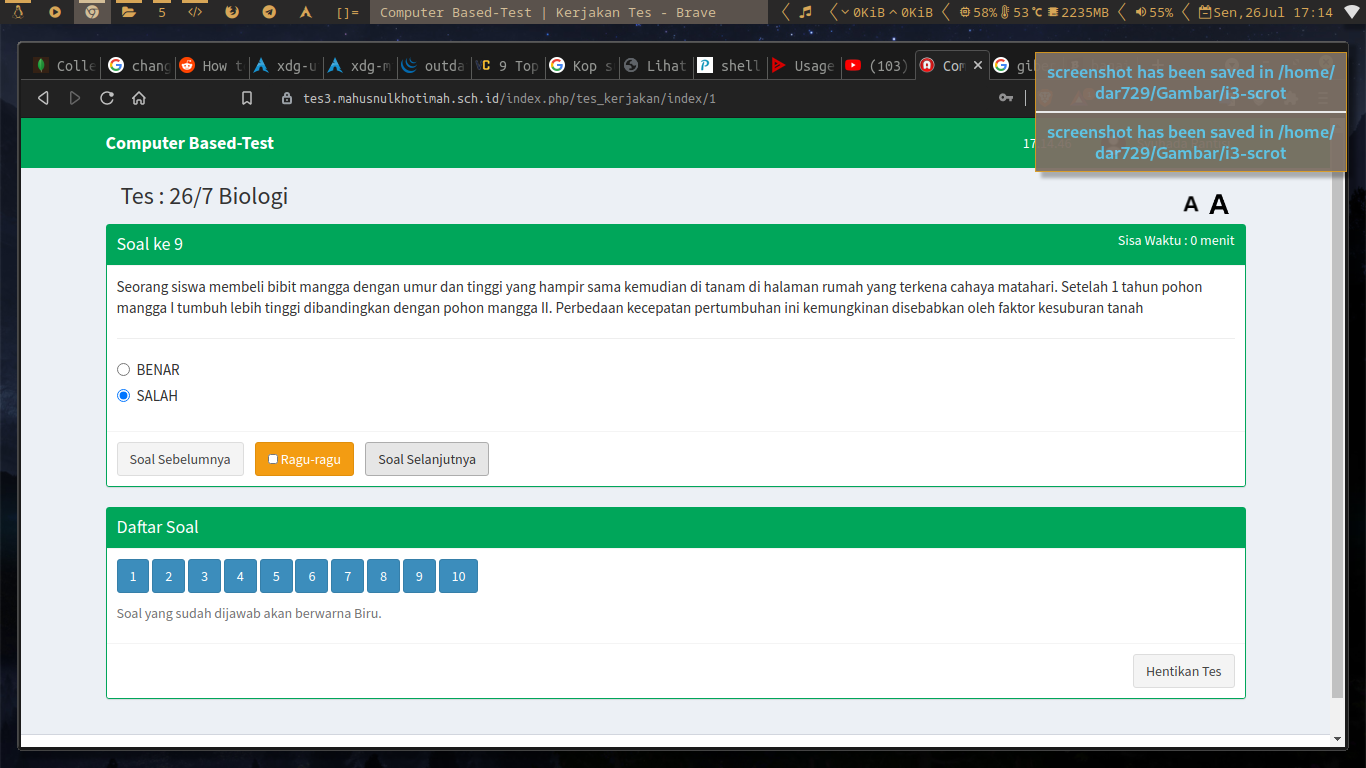 </> 5 []= Computer Based-Test | Kerjakan Tes - Brave 0KiB 0KiB 58% 53℃ 2235MB 55% Sen,26Jul 17:14
Colle chang How t xdg-u xdg-m outda 9 Top Kop s Lihat shell Usage (103) Com gi
screenshot has been saved in /home/
dar729/Gambar/i3-scrot
tes3.mahusnulkhotimah.sch.id/index.php/tes_kerjakan/index/1
screenshot has been saved in /home/
dar729/Gambar/i3-scrot
Computer Based-Test 17
Tes : 26/7 Biologi
A A
Soal ke 9 Sisa Waktu : 0 menit
Seorang siswa membeli bibit mangga dengan umur dan tinggi yang hampir sama kemudian di tanam di halaman rumah yang terkena cahaya matahari. Setelah 1 tahun pohon
mangga I tumbuh lebih tinggi dibandingkan dengan pohon mangga II. Perbedaan kecepatan pertumbuhan ini kemungkinan disebabkan oleh faktor kesuburan tanah
BENAR
SALAH
Soal Sebelumnya Ragu-ragu Soal Selanjutnya
Daftar Soal
1 2 3 4 5 6 7 8 9 10
Soal yang sudah dijawab akan berwarna Biru.
Hentikan Tes